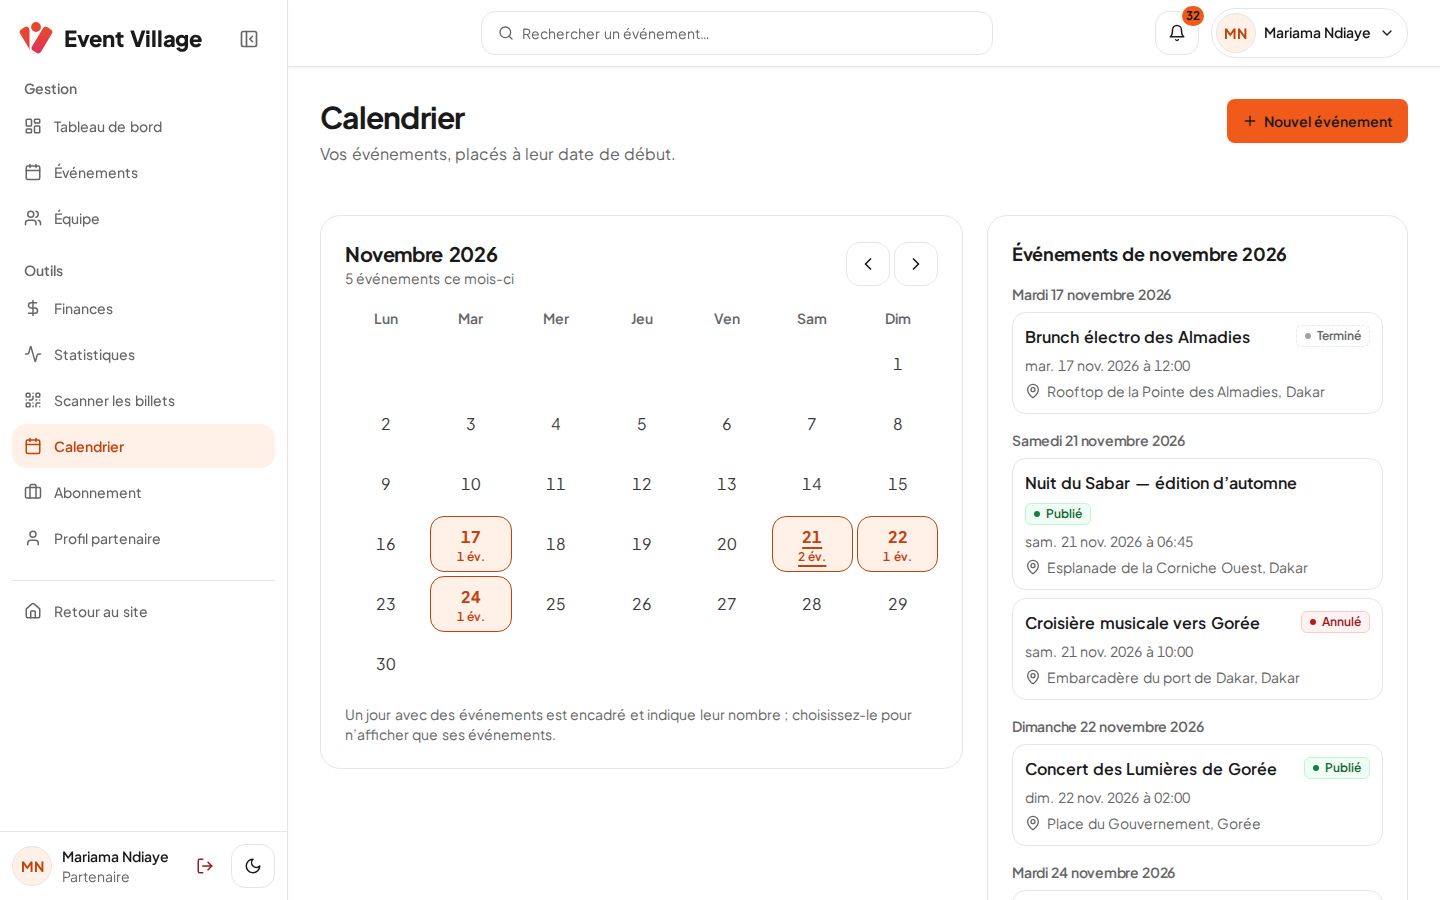 Event Village
Gestion
Tableau de bord
Événements
Équipe
Outils
Finances
Statistiques
Scanner les billets
Calendrier
Abonnement
Profil partenaire
Retour au site
MN
Mariama Ndiaye
Partenaire
Rechercher un événement...
32
MN
Mariama Ndiaye
Calendrier
Vos événements, placés à leur date de début.
+ Nouvel événement
Novembre 2026
5 événements ce mois-ci
Lun Mar Mer Jeu Ven Sam Dim
1
2 3 4 5 6 7 8
9 10 11 12 13 14 15
16 17 18 19 20 21 22
1 év. 2 év. 1 év.
23 24 25 26 27 28 29
1 év.
30
Un jour avec des événements est encadré et indique leur nombre ; choisissez-le pour
n’afficher que ses événements.
Événements de novembre 2026
Mardi 17 novembre 2026
Brunch électro des Almadies
Terminé
mar. 17 nov. 2026 à 12:00
Rooftop de la Pointe des Almadies, Dakar
Samedi 21 novembre 2026
Nuit du Sabar — édition d’automne
Publié
sam. 21 nov. 2026 à 06:45
Esplanade de la Corniche Ouest, Dakar
Croisière musicale vers Gorée
Annulé
sam. 21 nov. 2026 à 10:00
Embarcadère du port de Dakar, Dakar
Dimanche 22 novembre 2026
Concert des Lumières de Gorée
Publié
dim. 22 nov. 2026 à 02:00
Place du Gouvernement, Gorée
Mardi 24 novembre 2026